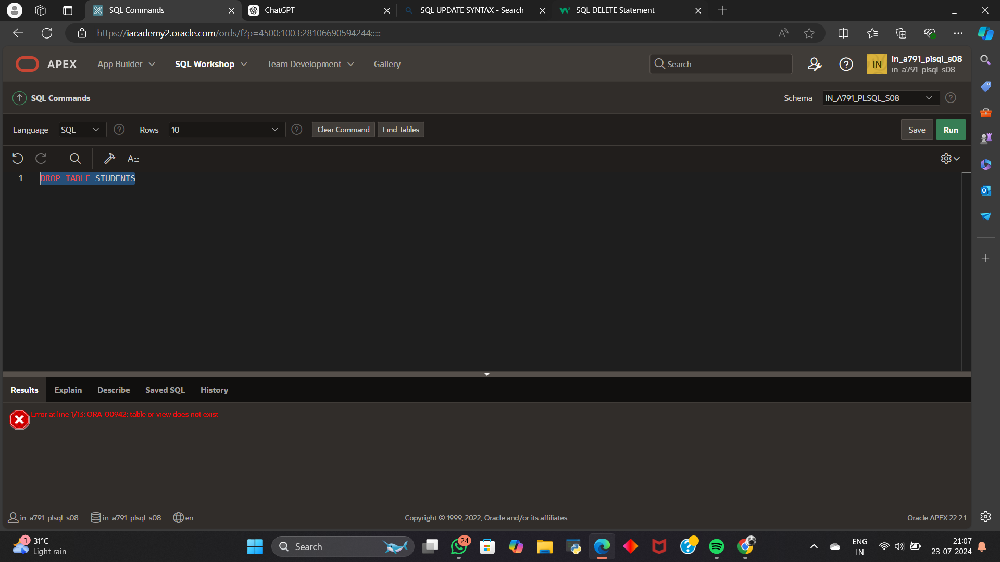 SQL Commands
ChatGPT
SQL UPDATE SYNTAX - Search
SQL DELETE Statement
https://iacademy2.oracle.com/ords/f?p=4500:1003:28106690594244:::::
APEX
App Builder
SQL Workshop
Team Development
Gallery
Search
IN
in_a791_plsql_s08
in_a791_plsql_s08
SQL Commands
Schema
IN_A791_PLSQL_S08
Language
SQL
Rows
10
Clear Command
Find Tables
Save
Run
1 DROP TABLE STUDENTS
Results
Explain
Describe
Saved SQL
History
Error at line 1/13: ORA-00942: table or view does not exist
in_a791_plsql_s08
in_a791_plsql_s08
en
Copyright © 1999, 2022, Oracle and/or its affiliates.
Oracle APEX 22.2.1
1
31°C
Light rain
Search
24
ENG
IN
21:07
23-07-2024